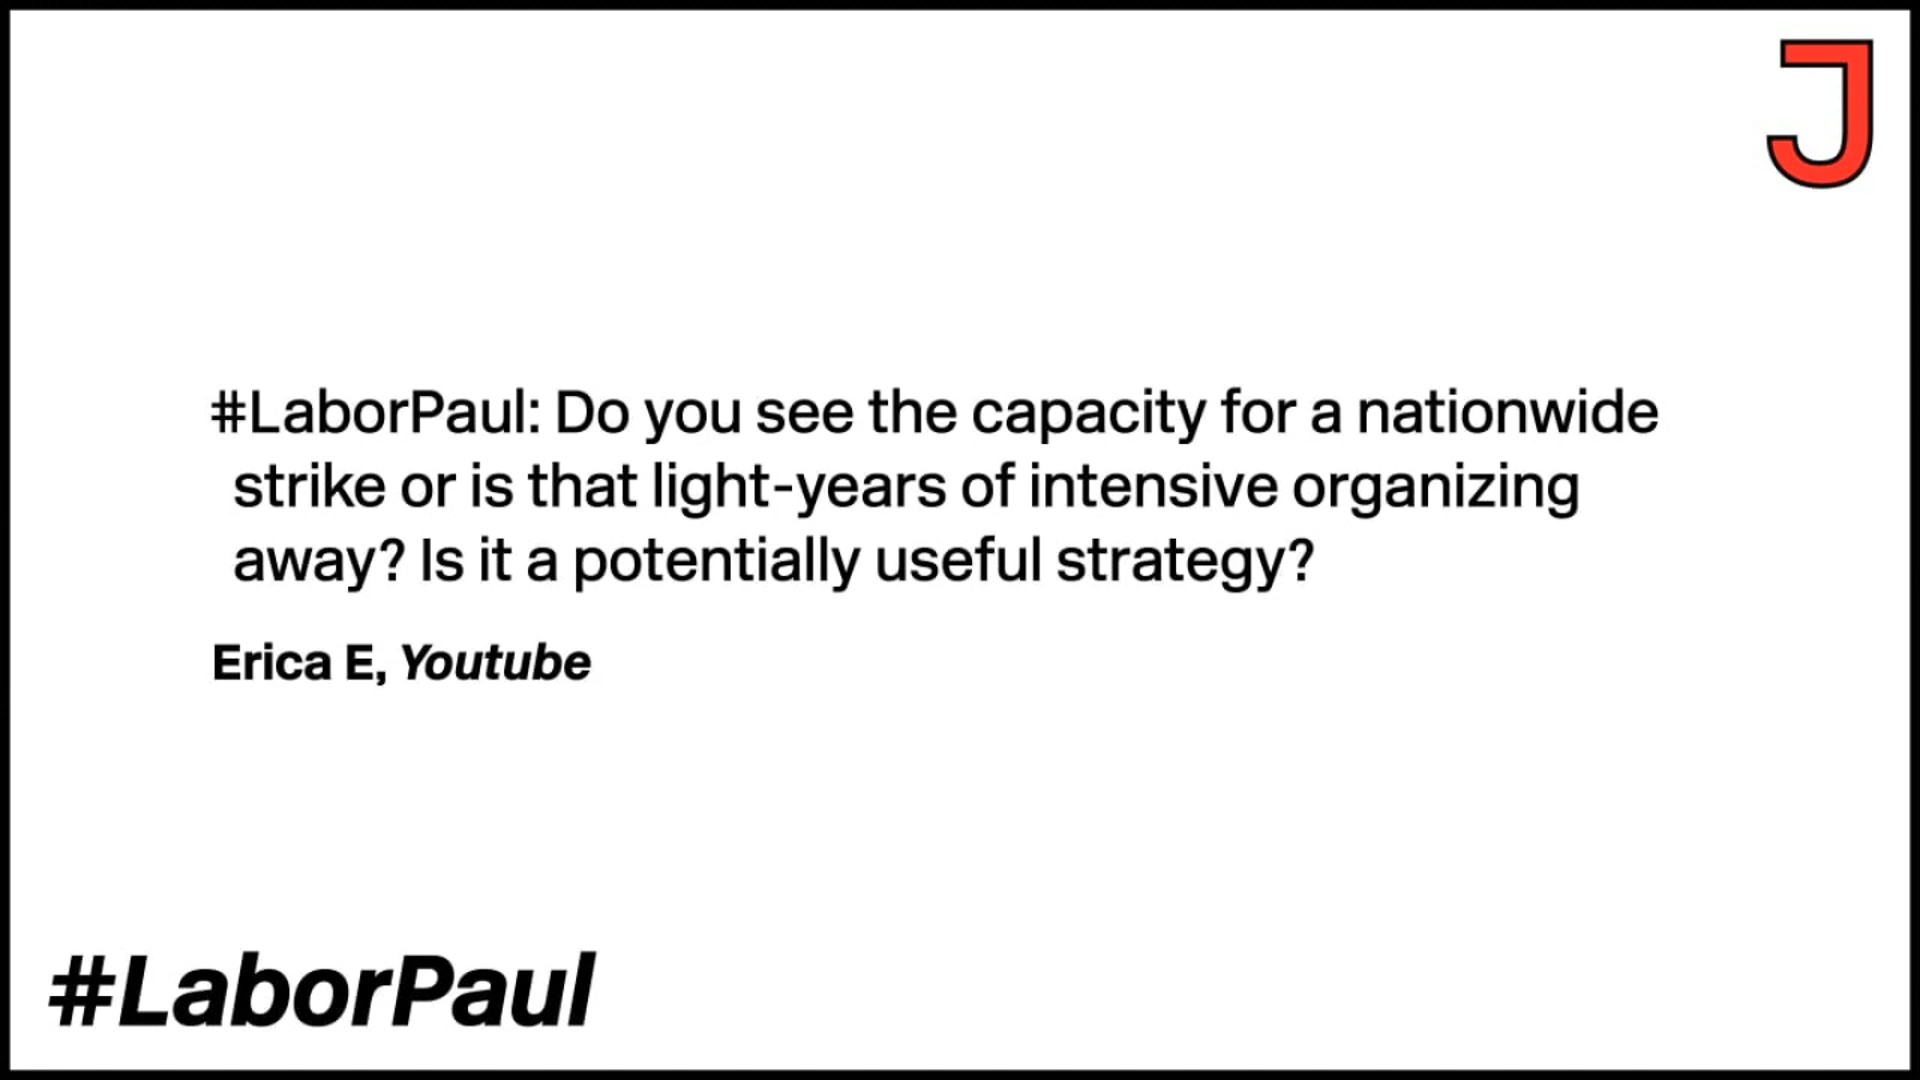 J
#LaborPaul: Do you see the capacity for a nationwide
strike or is that light-years of intensive organizing
away? Is it a potentially useful strategy?
Erica E, Youtube
#LaborPaul